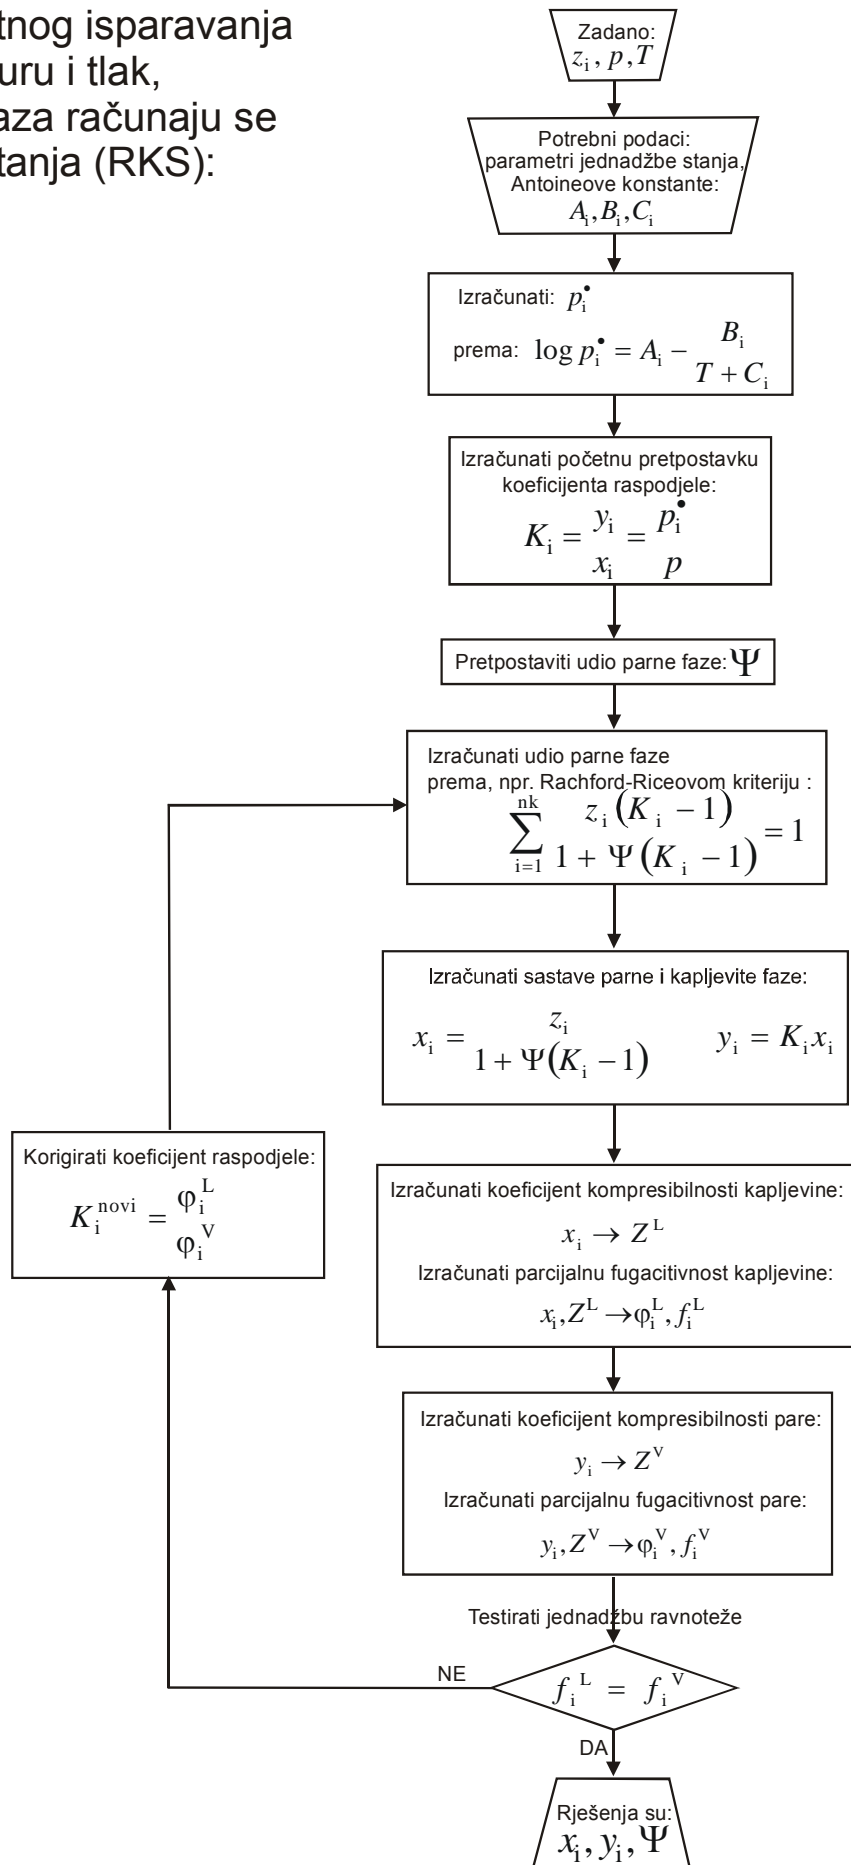 tnog isparavanja
uru i tlak,
aza računaju se
tanja (RKS):
Zadano:
z_i, p, T
Potrebni podaci:
parametri jednadžbe stanja,
Antoineove konstante:
A_i, B_i, C_i
Izračunati: p_i^•
prema: log p_i^• = A_i − B_i / (T + C_i)
Izračunati početnu pretpostavku
koeficijenta raspodjele:
K_i = y_i / x_i = p_i^• / p
Pretpostaviti udio parne faze: Ψ
Izračunati udio parne faze
prema, npr. Rachford-Riceovom kriteriju :
∑_{i=1}^{nk} z_i (K_i − 1) / (1 + Ψ (K_i − 1)) = 1
Izračunati sastave parne i kapljevite faze:
x_i = z_i / (1 + Ψ(K_i − 1)) y_i = K_i x_i
Korigirati koeficijent raspodjele:
K_i^novi = φ_i^L / φ_i^V
Izračunati koeficijent kompresibilnosti kapljevine:
x_i → Z^L
Izračunati parcijalnu fugacitivnost kapljevine:
x_i, Z^L → φ_i^L, f_i^L
Izračunati koeficijent kompresibilnosti pare:
y_i → Z^V
Izračunati parcijalnu fugacitivnost pare:
y_i, Z^V → φ_i^V, f_i^V
Testirati jednadžbu ravnoteže
NE
f_i^L = f_i^V
DA
Rješenja su:
x_i, y_i, Ψ